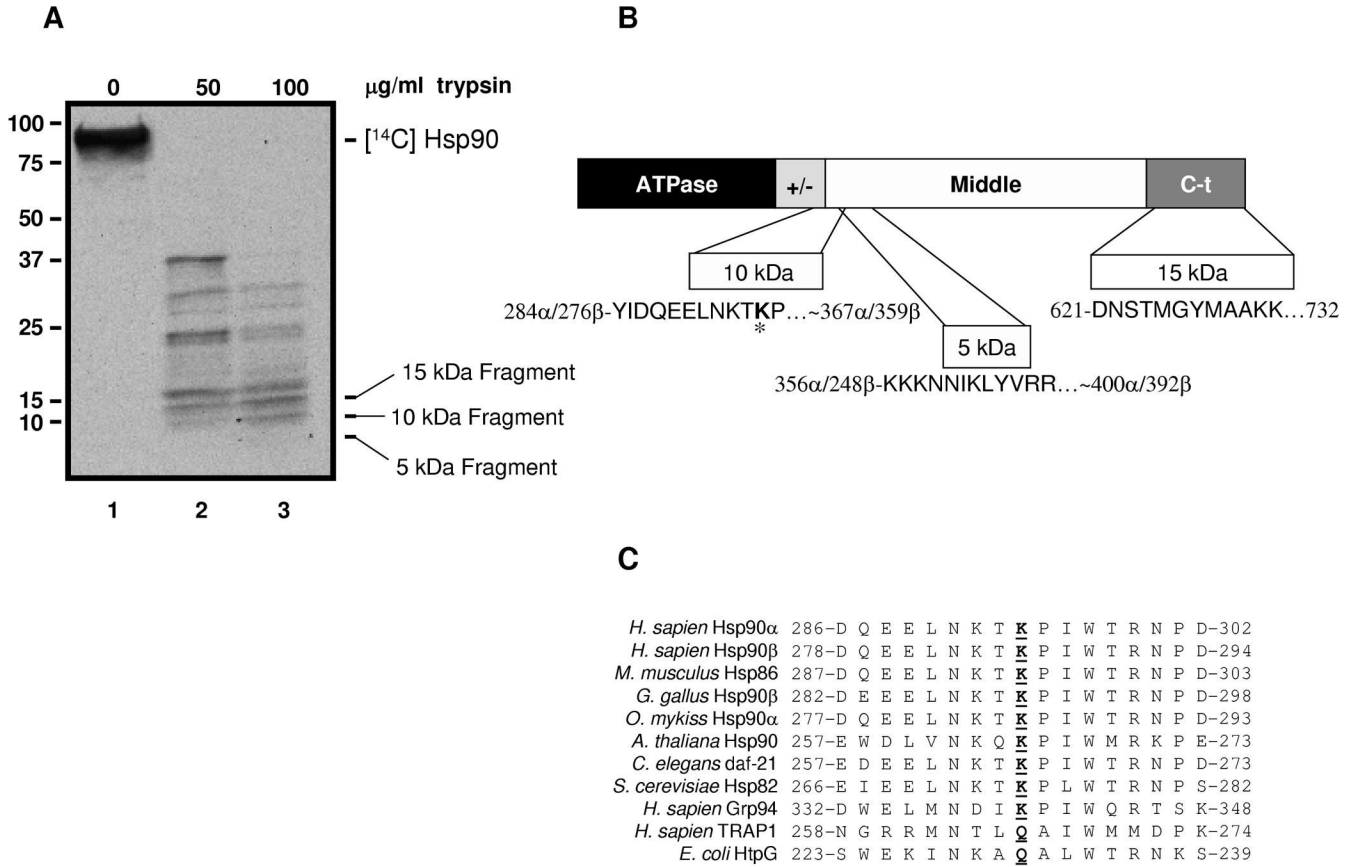 A
0 50 100 μg/ml trypsin
100
75
50
37
25
15
10
[¹⁴C] Hsp90
15 kDa Fragment
10 kDa Fragment
5 kDa Fragment
1 2 3
B
ATPase +/- Middle C-t
10 kDa
15 kDa
284α/276β-YIDQEELNKTKP...~367α/359β
*
621-DNSTMGYMAAKK...732
5 kDa
356α/248β-KKKNNIKLYVRR...~400α/392β
C
H. sapien Hsp90α 286-D Q E E L N K T K P I W T R N P D-302
H. sapien Hsp90β 278-D Q E E L N K T K P I W T R N P D-294
M. musculus Hsp86 287-D Q E E L N K T K P I W T R N P D-303
G. gallus Hsp90β 282-D E E E L N K T K P I W T R N P D-298
O. mykiss Hsp90α 277-D Q E E L N K T K P I W T R N P D-293
A. thaliana Hsp90 257-E W D L V N K Q K P I W M R K P E-273
C. elegans daf-21 257-E D E E L N K T K P I W T R N P D-273
S. cerevisiae Hsp82 266-E I E E L N K T K P L W T R N P S-282
H. sapien Grp94 332-D W E L M N D I K P I W Q R T S K-348
H. sapien TRAP1 258-N G R R M N T L Q A I W M M D P K-274
E. coli HtpG 223-S W E K I N K A Q A L W T R N K S-239